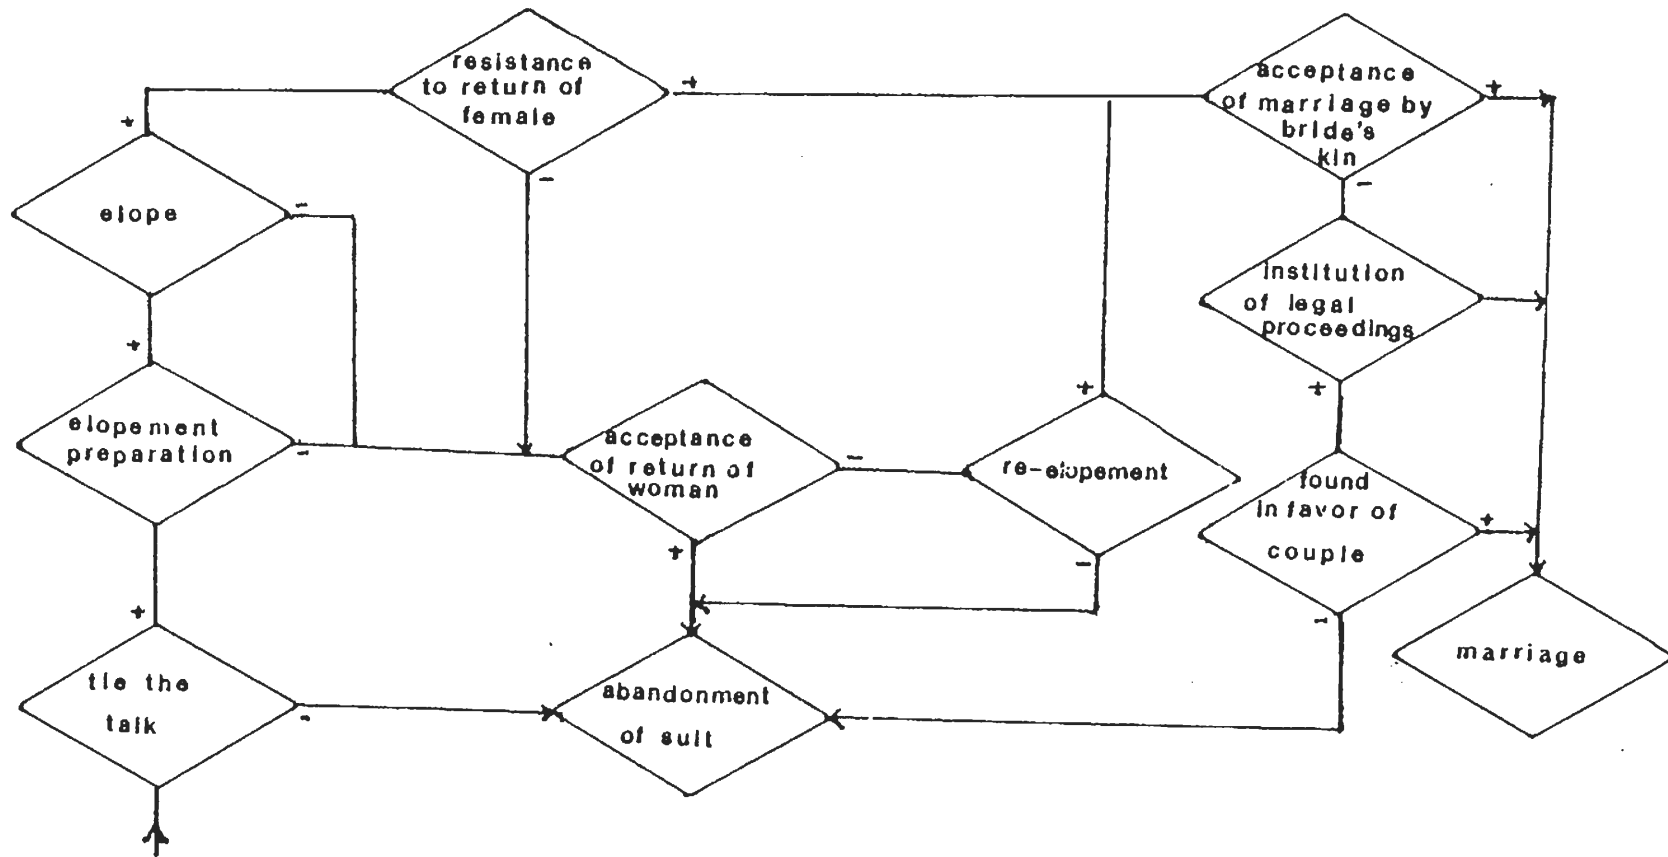 resistance
to return of
female
+
-
acceptance
of marriage by
bride's
kin
+
-
+
elope
-
institution
of legal
proceedings
+
+
elopement
preparation
-
acceptance
of return of
woman
-
+
+
re-elopement
-
found
in favor of
couple
+
-
+
tie the
talk
-
abandonment
of suit
marriage